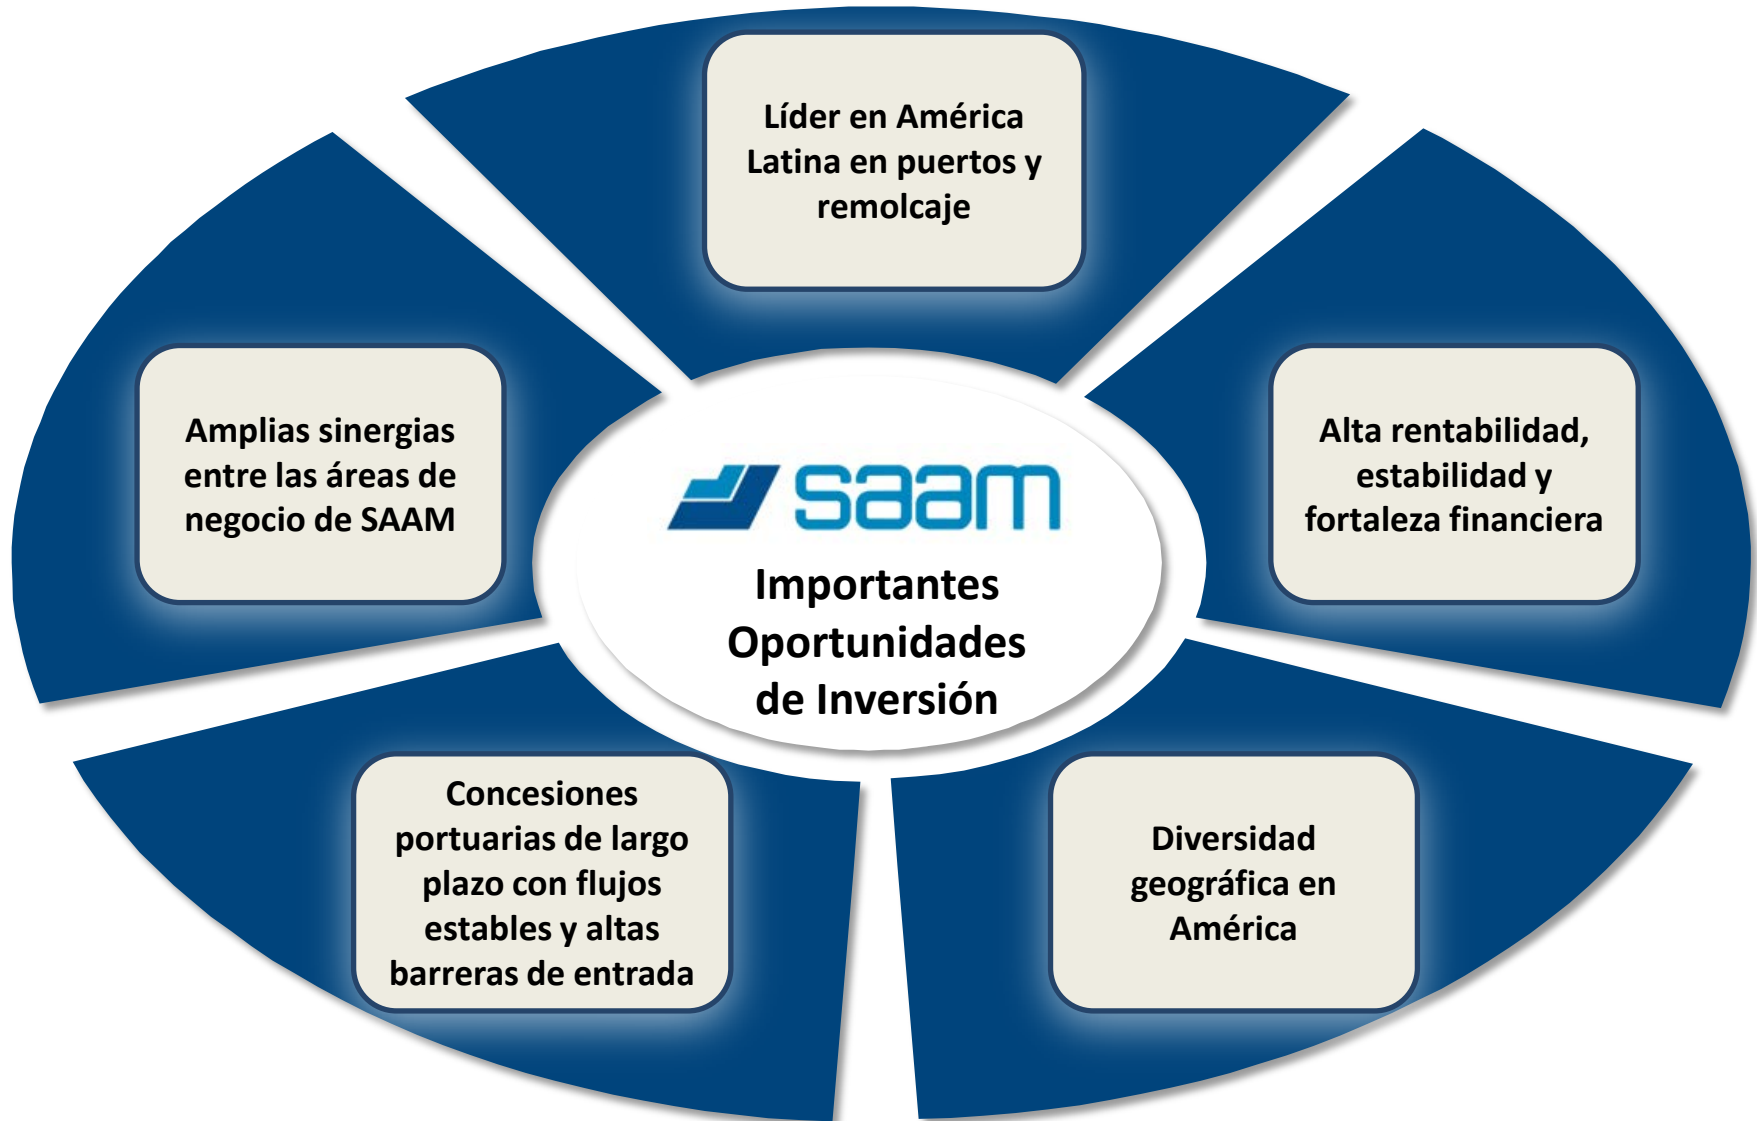 Líder en América
Latina en puertos y
remolcaje
Amplias sinergias
entre las áreas de
negocio de SAAM
Alta rentabilidad,
estabilidad y
fortaleza financiera
saam
Importantes
Oportunidades
de Inversión
Concesiones
portuarias de largo
plazo con flujos
estables y altas
barreras de entrada
Diversidad
geográfica en
América